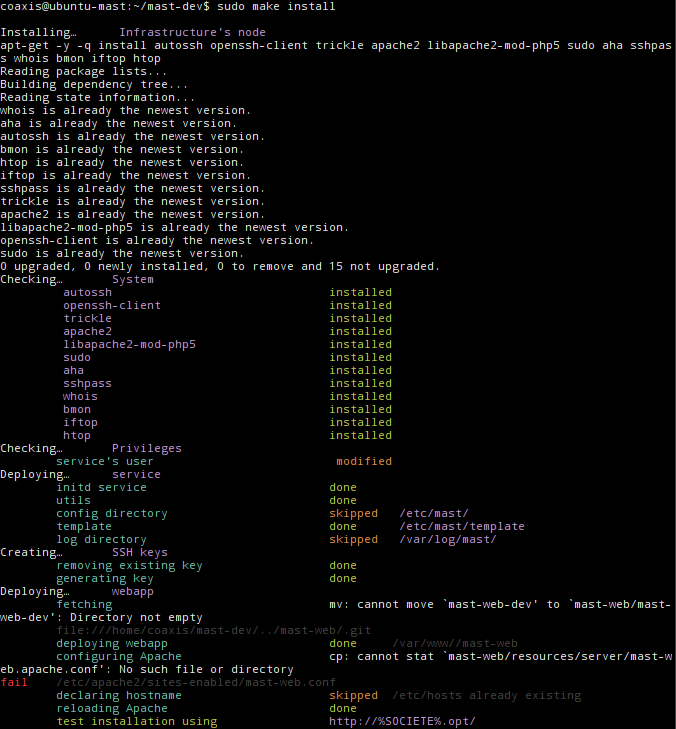 coaxis@ubuntu-mast:~/mast-dev$ sudo make install
Installing… Infrastructure's node
apt-get -y -q install autossh openssh-client trickle apache2 libapache2-mod-php5 sudo aha sshpas
s whois bmon iftop htop
Reading package lists...
Building dependency tree...
Reading state information...
whois is already the newest version.
aha is already the newest version.
autossh is already the newest version.
bmon is already the newest version.
htop is already the newest version.
iftop is already the newest version.
sshpass is already the newest version.
trickle is already the newest version.
apache2 is already the newest version.
libapache2-mod-php5 is already the newest version.
openssh-client is already the newest version.
sudo is already the newest version.
0 upgraded, 0 newly installed, 0 to remove and 15 not upgraded.
Checking… System
autossh installed
openssh-client installed
trickle installed
apache2 installed
libapache2-mod-php5 installed
sudo installed
aha installed
sshpass installed
whois installed
bmon installed
iftop installed
htop installed
Checking… Privileges
service's user modified
Deploying… service
initd service done
utils done
config directory skipped /etc/mast/
template done /etc/mast/template
log directory skipped /var/log/mast/
Creating… SSH keys
removing existing key done
generating key done
Deploying… webapp
fetching mv: cannot move `mast-web-dev' to `mast-web/mast-
web-dev': Directory not empty
file:///home/coaxis/mast-dev/../mast-web/.git
deploying webapp done /var/www//mast-web
configuring Apache cp: cannot stat `mast-web/resources/server/mast-w
eb.apache.conf': No such file or directory
fail /etc/apache2/sites-enabled/mast-web.conf
declaring hostname skipped /etc/hosts already existing
reloading Apache done
test installation using http://%SOCIETE%.opt/